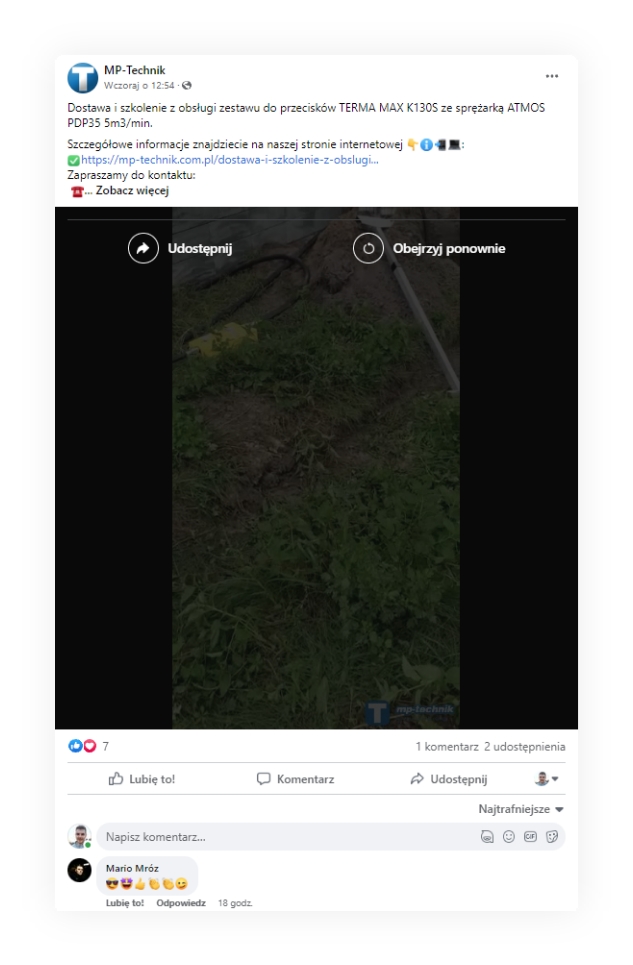 MP-Technik
Wczoraj o 12:54 ·
Dostawa i szkolenie z obsługi zestawu do przecisków TERMA MAX K130S ze sprężarką ATMOS
PDP35 5m3/min.
Szczegółowe informacje znajdziecie na naszej stronie internetowej 👇ℹ️📲💻:
✅https://mp-technik.com.pl/dostawa-i-szkolenie-z-obslugi...
Zapraszamy do kontaktu:
☎️... Zobacz więcej
Udostępnij
Obejrzyj ponownie
mp-technik
7
1 komentarz 2 udostępnienia
Lubię to!
Komentarz
Udostępnij
Najtrafniejsze
Napisz komentarz...
GIF
Mario Mróz
😎🤩👍👏👏😉
Lubię to! Odpowiedz 18 godz.